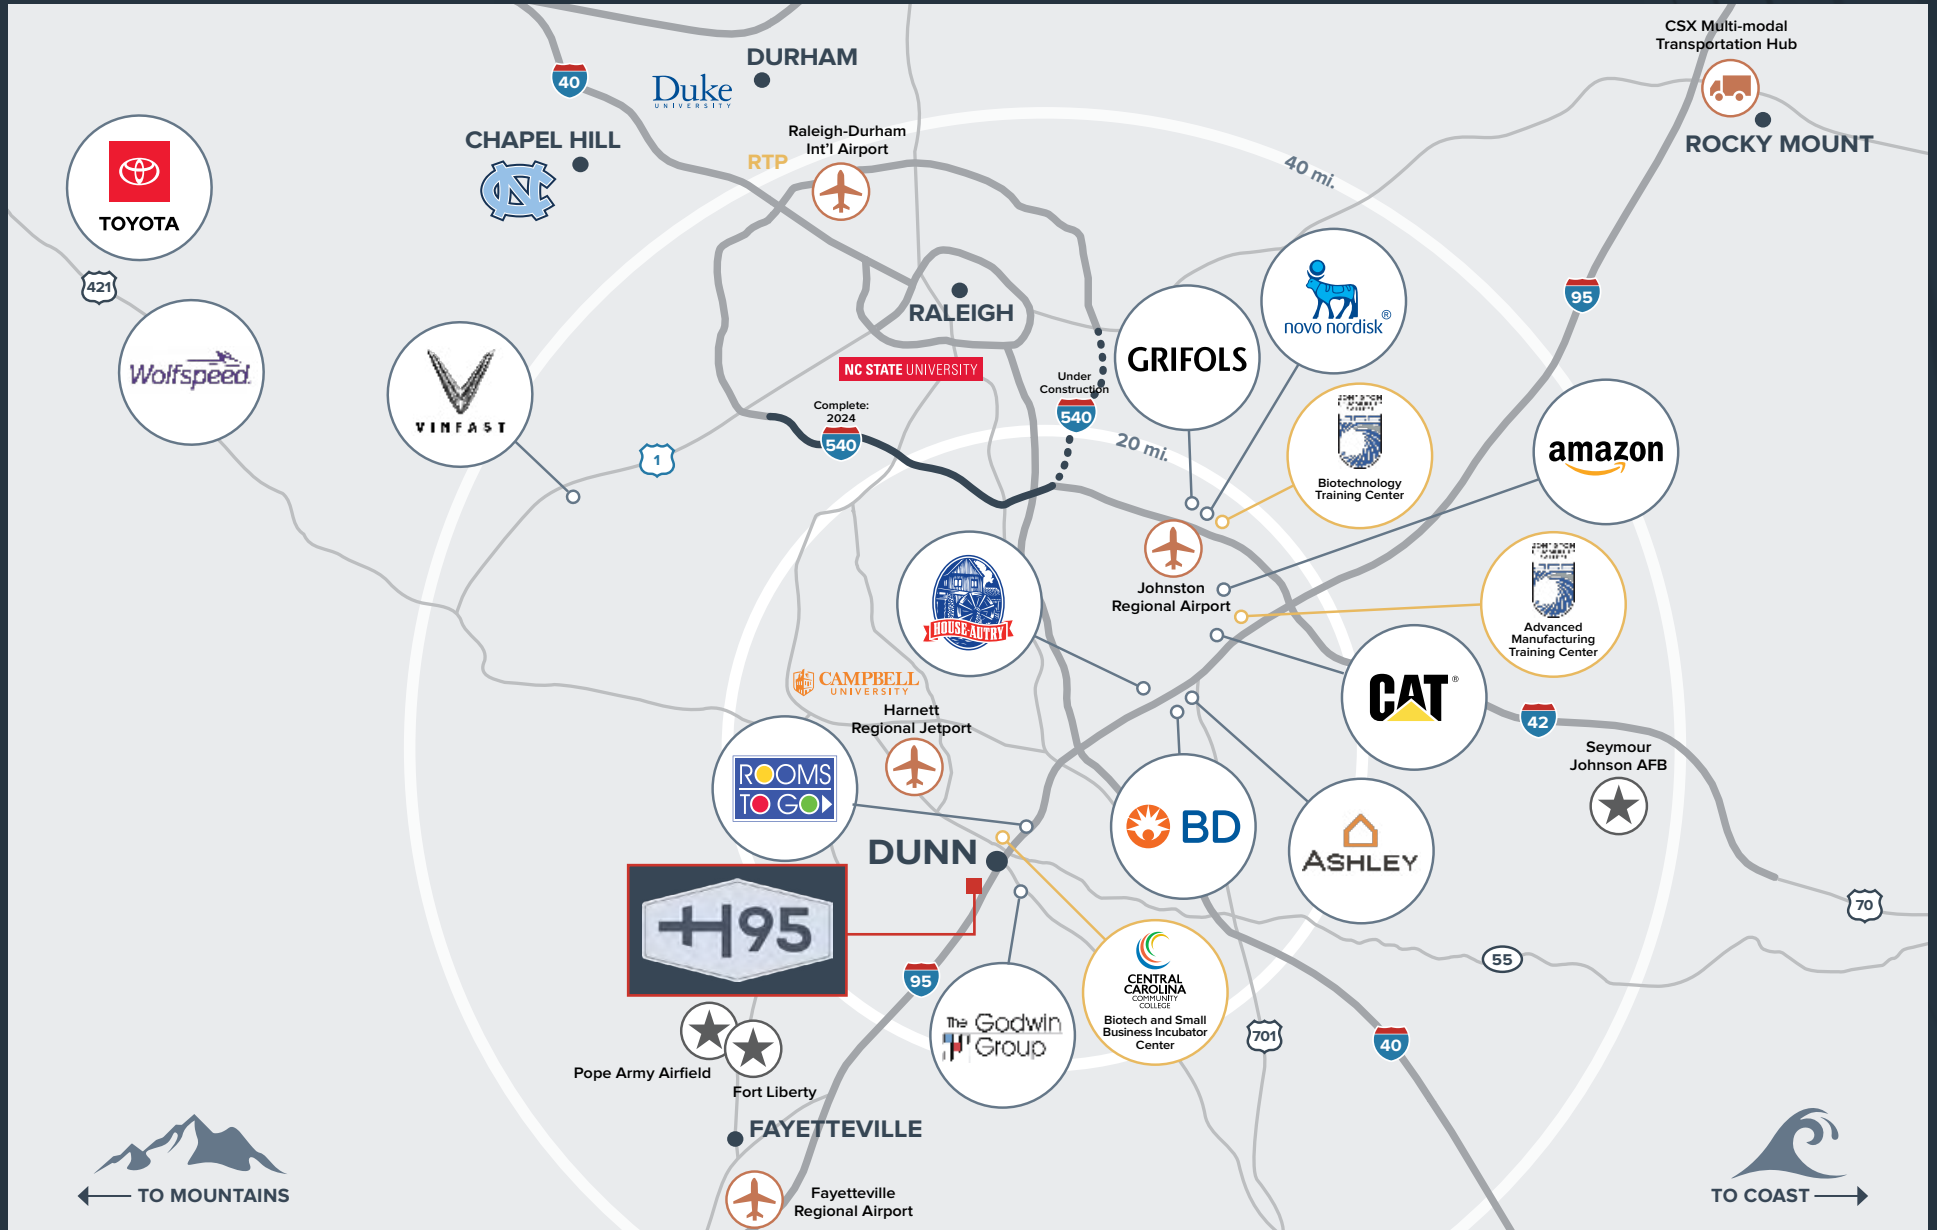 CSX Multi-modal
Transportation Hub
DURHAM
40
Duke
UNIVERSITY
CHAPEL HILL
NC
Raleigh-Durham
Int'l Airport
RTP
40 mi.
ROCKY MOUNT
TOYOTA
421
95
novo nordisk®
RALEIGH
GRIFOLS
Wolfspeed.
VINFAST
NC STATE UNIVERSITY
Under
Construction
540
Complete:
2024
540
20 mi.
1
Biotechnology
Training Center
amazon
Johnston
Regional Airport
HOUSE-AUTRY
Advanced
Manufacturing
Training Center
CAMPBELL
UNIVERSITY
Harnett
Regional Jetport
CAT®
42
Seymour
Johnson AFB
ROOMS
TO GO
BD
ASHLEY
DUNN
H95
70
55
95
CENTRAL
CAROLINA
COMMUNITY
COLLEGE
Biotech and Small
Business Incubator
Center
The Godwin
Group
701
40
Pope Army Airfield
Fort Liberty
FAYETTEVILLE
Fayetteville
Regional Airport
TO MOUNTAINS
TO COAST